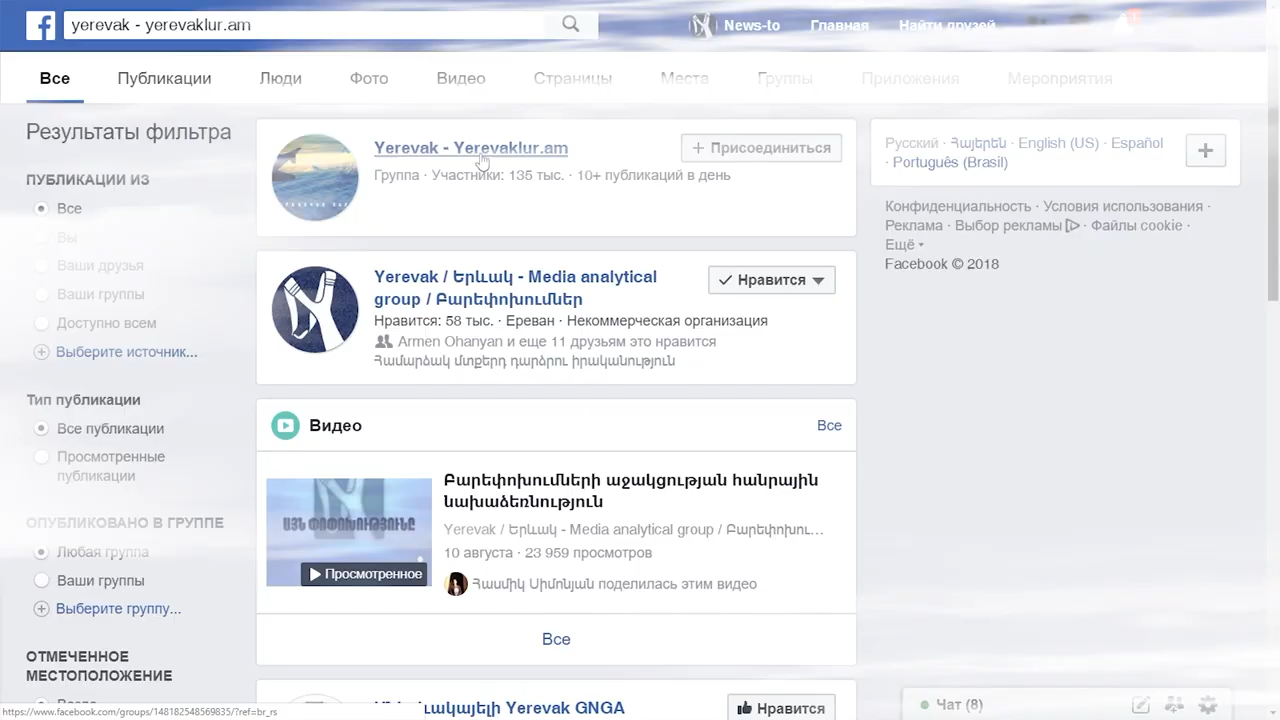 yerevak - yerevaklur.am
News-to Главная Найти друзей
Все Публикации Люди Фото Видео Страницы Места Группы Приложения Мероприятия
Результаты фильтра
ПУБЛИКАЦИИ ИЗ
Все
Вы
Ваши друзья
Ваши группы
Доступно всем
Выберите источник...
Тип публикации
Все публикации
Просмотренные
публикации
ОПУБЛИКОВАНО В ГРУППЕ
Любая группа
Ваши группы
Выберите группу...
ОТМЕЧЕННОЕ
МЕСТОПОЛОЖЕНИЕ
Yerevak - Yerevaklur.am
Присоединиться
Группа · Участники: 135 тыс. · 10+ публикаций в день
Yerevak / Երևակ - Media analytical
group / Բարեփոխումներ
Нравится
Нравится: 58 тыс. · Ереван · Некоммерческая организация
Armen Ohanyan и еще 11 друзьям это нравится
Համարձակ մտքերդ դարձրու իրականություն
Видео
Все
ԱՅՆ ՓՈՓՈԽՈՒԹՅՈՒՆԸ
Просмотренное
Բարեփոխումների աջակցության հանրային
նախաձեռնություն
Yerevak / Երևակ - Media analytical group / Բարեփոխու...
10 августа · 23 959 просмотров
Հասմիկ Սիմոնյան поделилась этим видео
Все
Yerevak GNGA
Нравится
Русский · Հայերեն · English (US) · Español
· Português (Brasil)
Конфиденциальность · Условия использования ·
Реклама · Выбор рекламы · Файлы cookie ·
Ещё
Facebook © 2018
Чат (8)
https://www.facebook.com/groups/148182548569835/?ref=br_rs